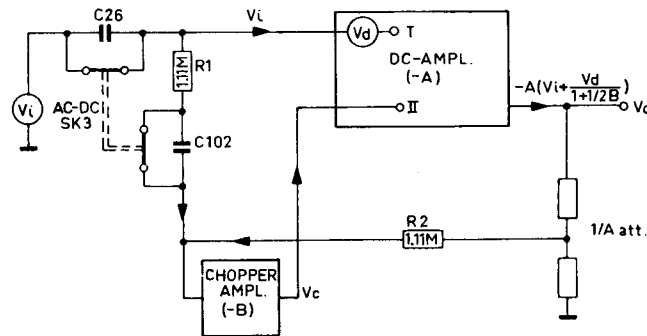 C26
Vi
Vd
T
DC-AMPL.
(-A)
-A(Vi+ Vd
1+1/2B)
Vo
1.11M
R1
Vi
AC-DC
SK3
II
C102
R2
1.11M
1/A att.
CHOPPER
AMPL.
(-B)
Vc